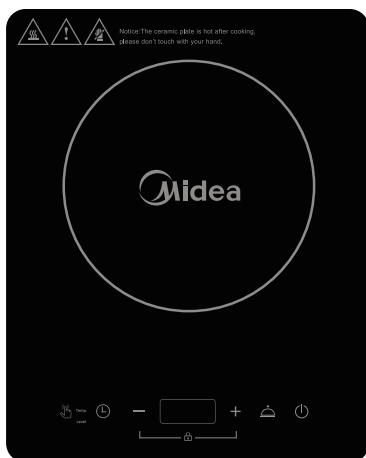 Notice:The ceramic plate is hot after cooking,
please don't touch with your hand.
Midea
Temp.
Level